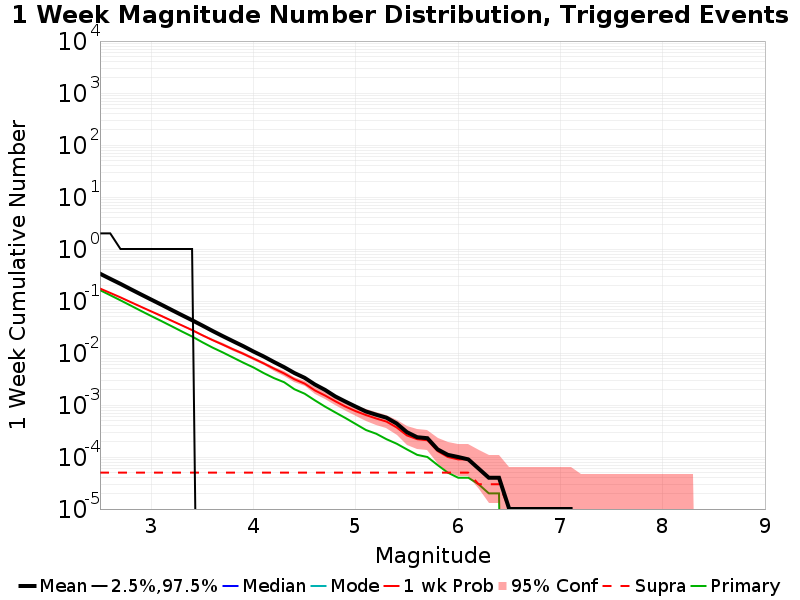 1 Week Magnitude Number Distribution, Triggered Events
1 Week Cumulative Number
10^4
10^3
10^2
10^1
10^0
10^-1
10^-2
10^-3
10^-4
10^-5
3 4 5 6 7 8 9
Magnitude
Mean 2.5%,97.5% Median Mode 1 wk Prob 95% Conf Supra Primary